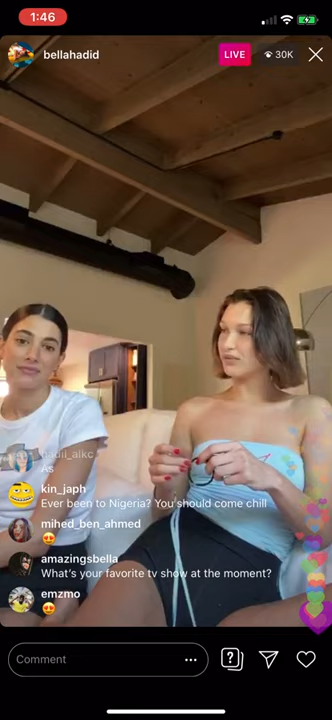 1:46
bellahadid
LIVE
30K
nadii_alkc
As
kin_japh
Ever been to Nigeria? You should come chill
mihed_ben_ahmed
amazingsbella
What's your favorite tv show at the moment?
emzmo
Comment